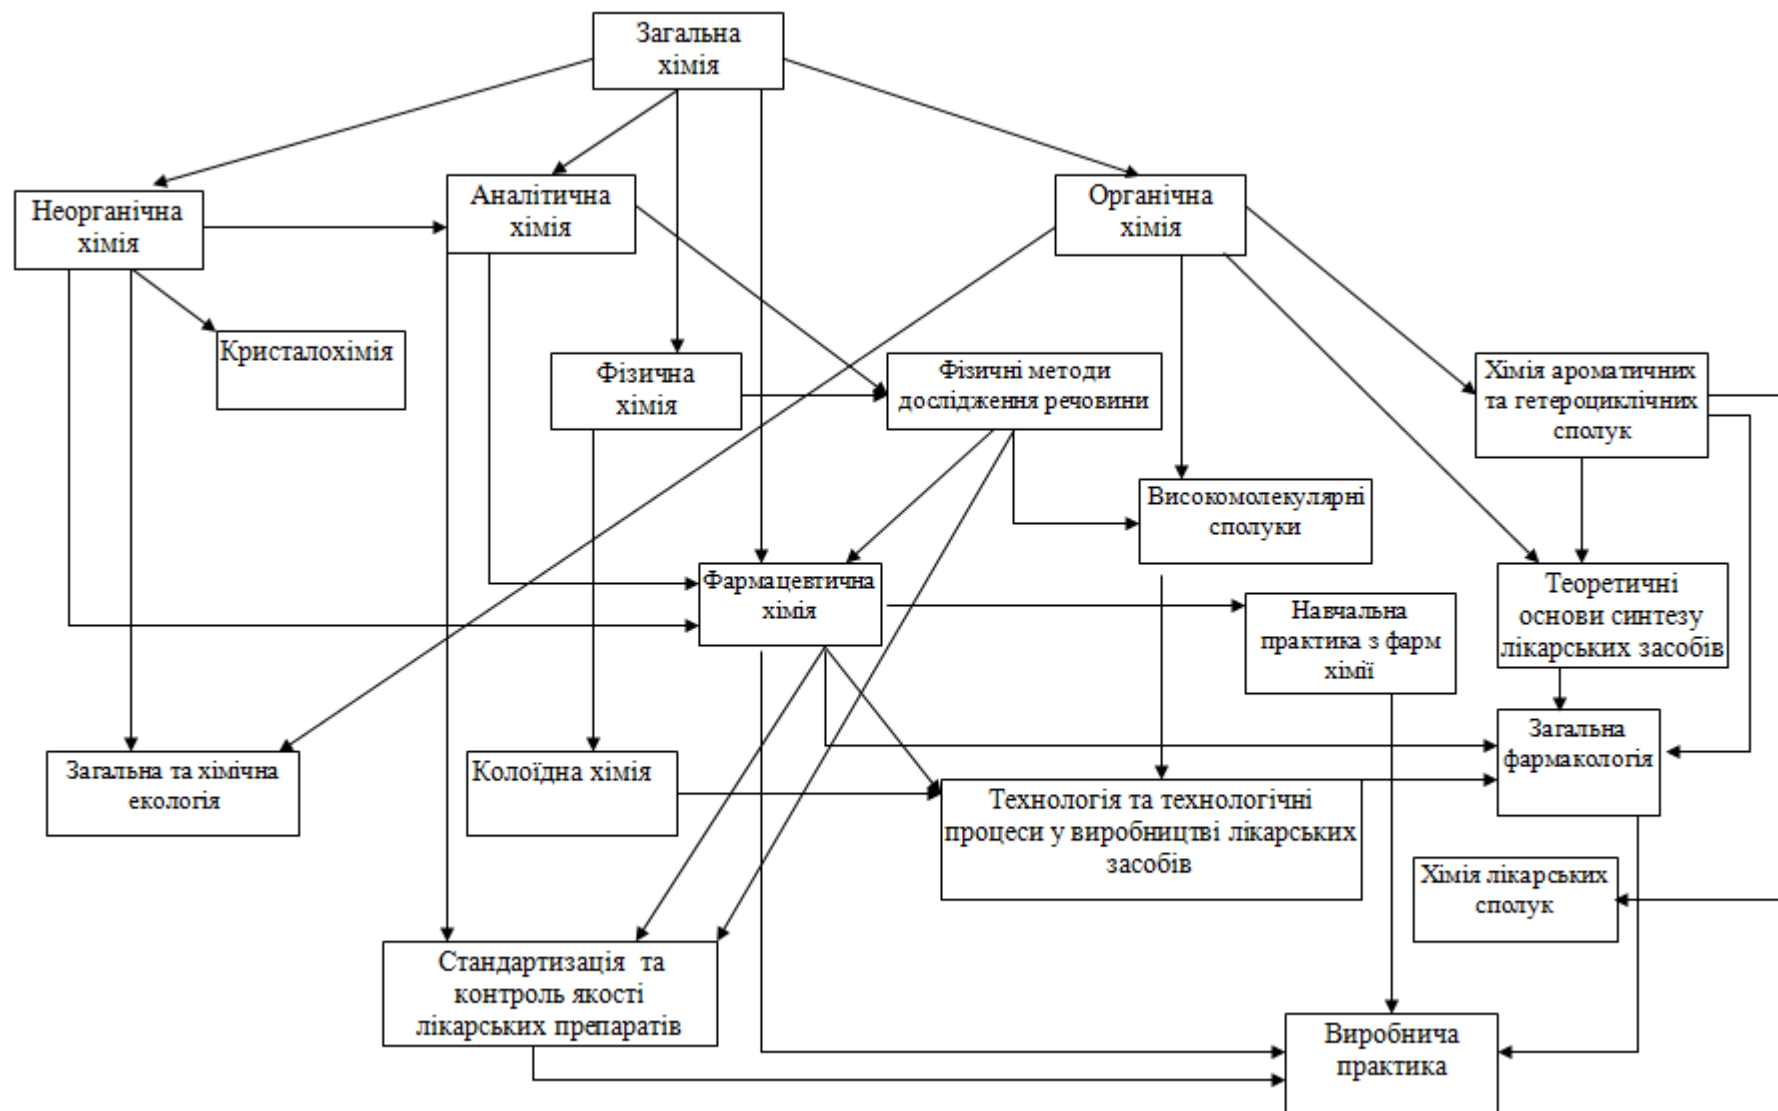 Загальна
хімія
Неорганічна
хімія
Аналітична
хімія
Органічна
хімія
Кристалохімія
Фізична
хімія
Фізичні методи
дослідження речовини
Хімія ароматичних
та гетероциклічних
сполук
Високомолекулярні
сполуки
Фармацевтична
хімія
Навчальна
практика з фарм
хімії
Теоретичні
основи синтезу
лікарських засобів
Загальна та хімічна
екологія
Колоїдна хімія
Технологія та технологічні
процеси у виробництві лікарських
засобів
Загальна
фармакологія
Хімія лікарських
сполук
Стандартизація та
контроль якості
лікарських препаратів
Виробнича
практика